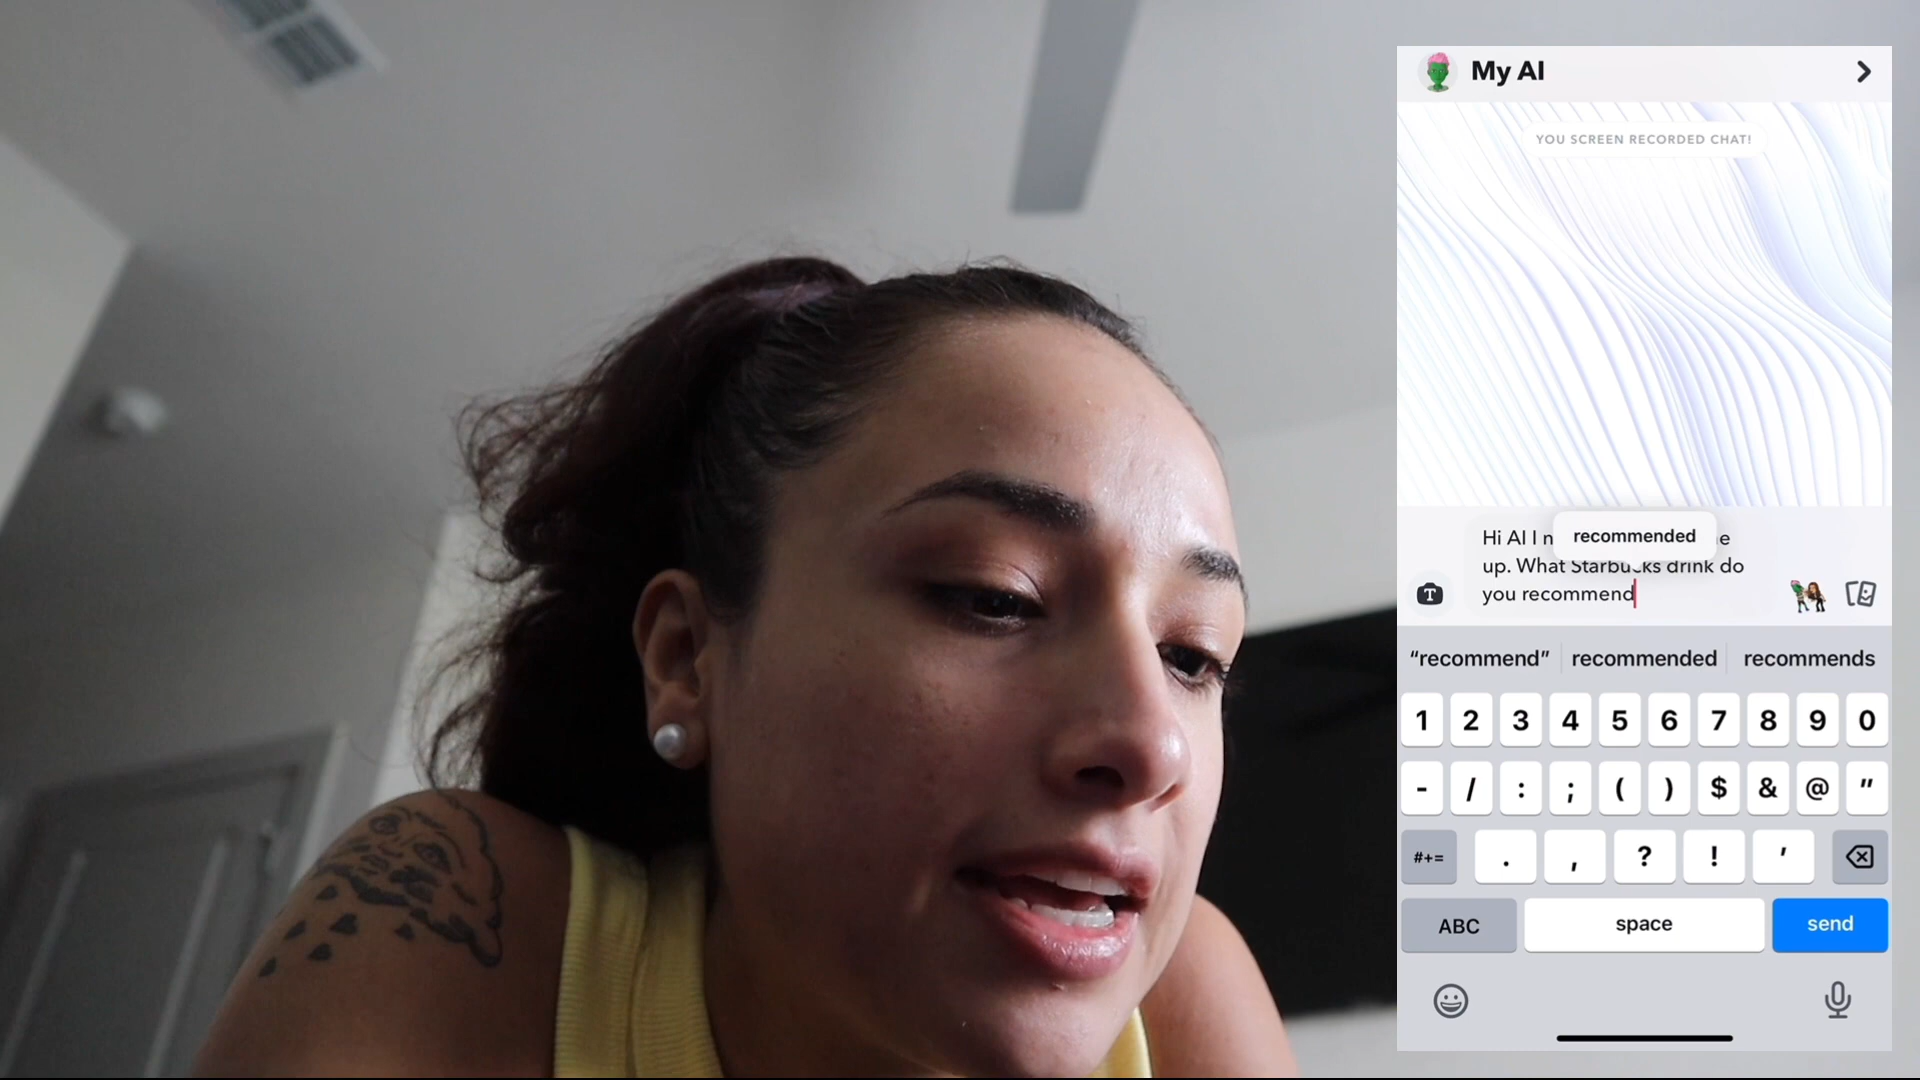 My AI
YOU SCREEN RECORDED CHAT!
recommended
Hi AI I n e
up. What Starbucks drink do
you recommend
T
“recommend” recommended recommends
1 2 3 4 5 6 7 8 9 0
- / : ; ( ) $ & @ "
#+= . , ? ! '
ABC space send